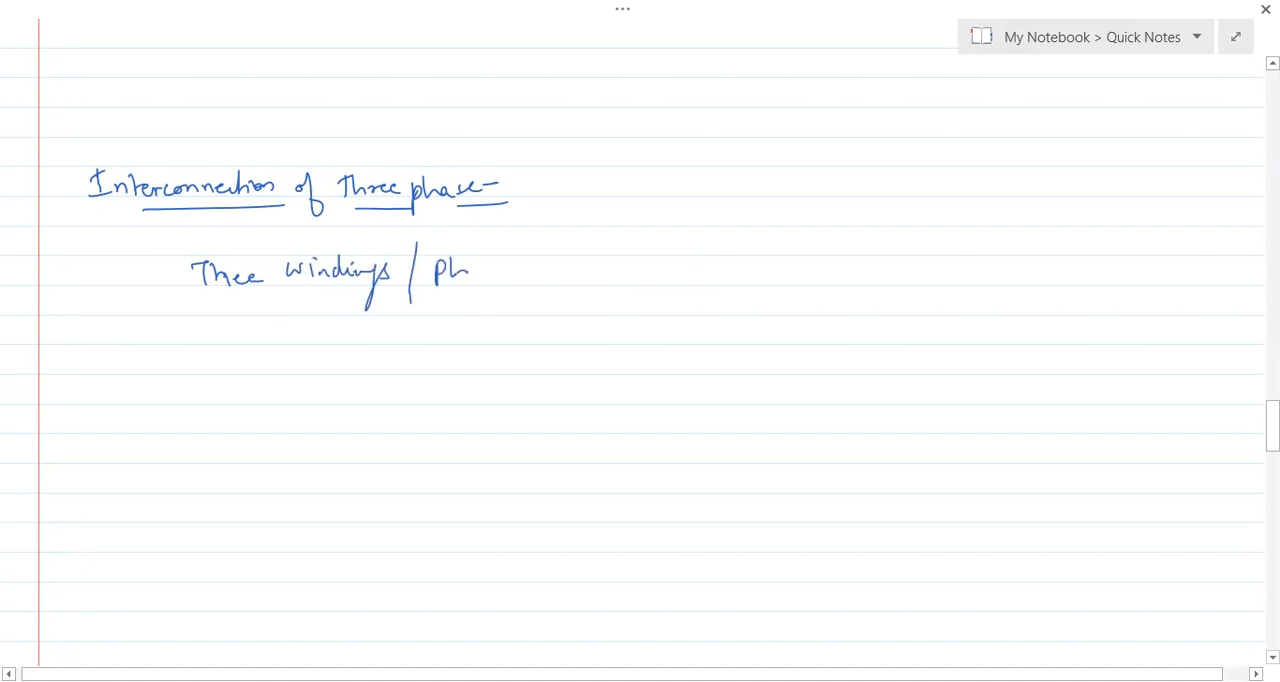 My Notebook > Quick Notes
Interconnection of three phase-
Three windings / ph